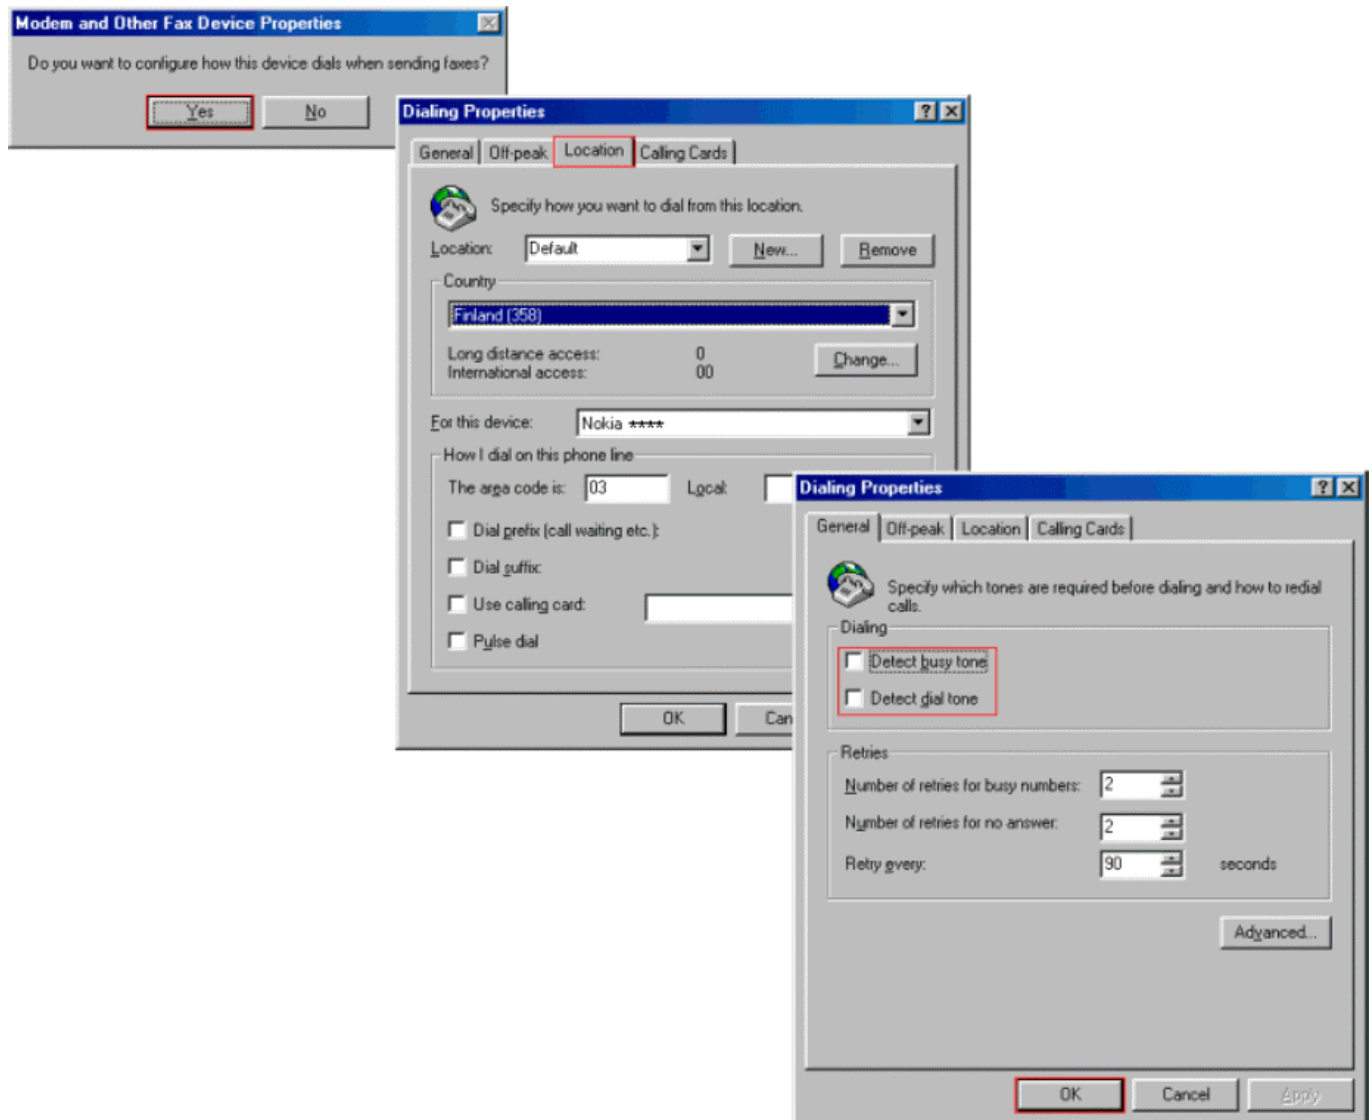 Modem and Other Fax Device Properties
Do you want to configure how this device dials when sending faxes?
Yes No
Dialing Properties
General Off-peak Location Calling Cards
Specify how you want to dial from this location.
Location: Default New... Remove
Country
Finland (358)
Long distance access: 0
International access: 00
Change...
For this device: Nokia ****
How I dial on this phone line
The area code is: 03 Local:
Dial prefix (call waiting etc.):
Dial suffix:
Use calling card:
Pulse dial
OK Can
Dialing Properties
General Off-peak Location Calling Cards
Specify which tones are required before dialing and how to redial
calls.
Dialing
Detect busy tone
Detect dial tone
Retries
Number of retries for busy numbers: 2
Number of retries for no answer: 2
Retry every: 90 seconds
Advanced...
OK Cancel Apply